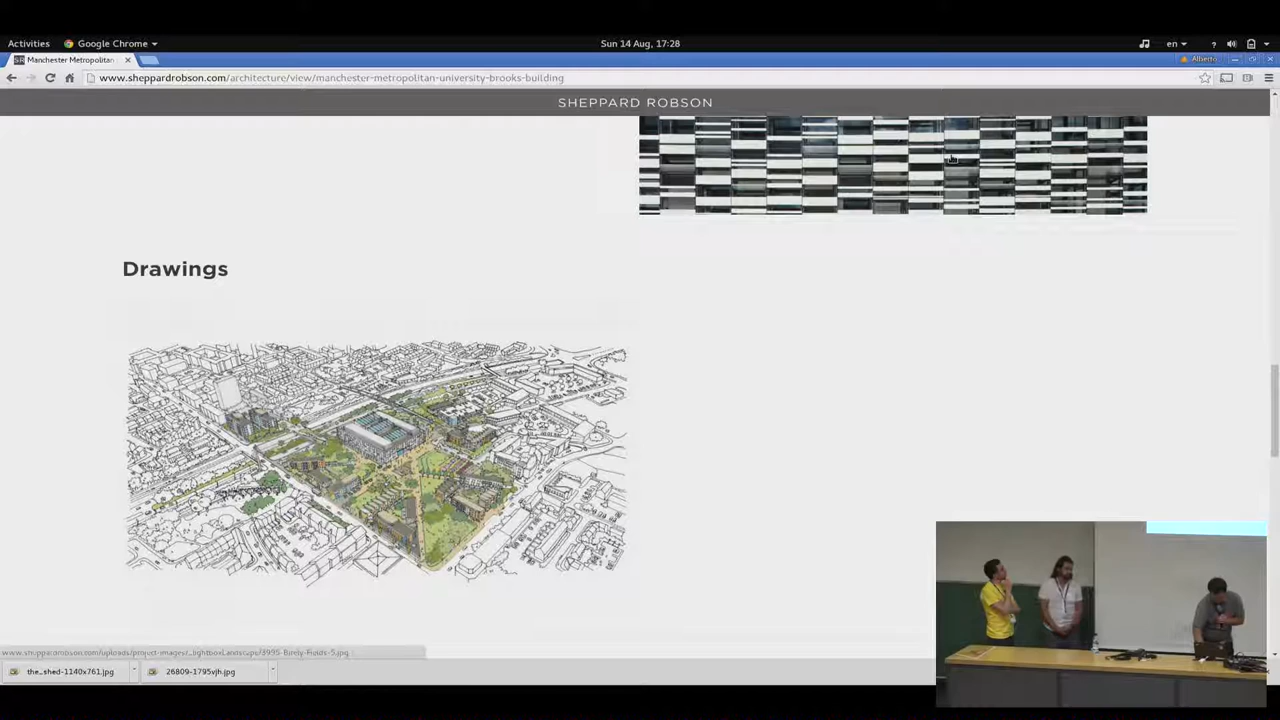 Activities
Google Chrome
Sun 14 Aug, 17:28
en
?
Manchester Metropolitan
Alberto
www.sheppardrobson.com/architecture/view/manchester-metropolitan-university-brooks-building
SHEPPARD ROBSON
Drawings
the_shed-1140x761.jpg
26809-1795vjh.jpg